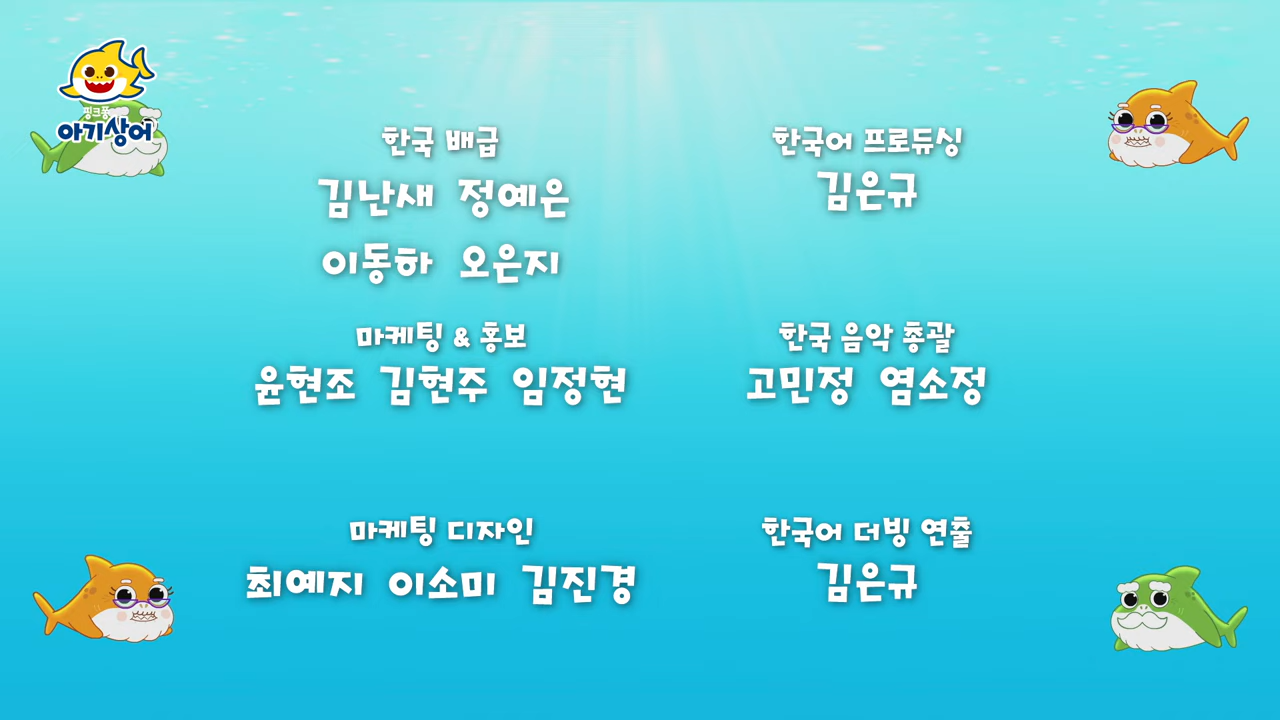 핑크퐁
아기상어
한국 배급
김난새 정예은
이동하 오은지
한국어 프로듀싱
김은규
마케팅 & 홍보
윤현조 김현주 임정현
한국 음악 총괄
고민정 염소정
마케팅 디자인
최예지 이소미 김진경
한국어 더빙 연출
김은규